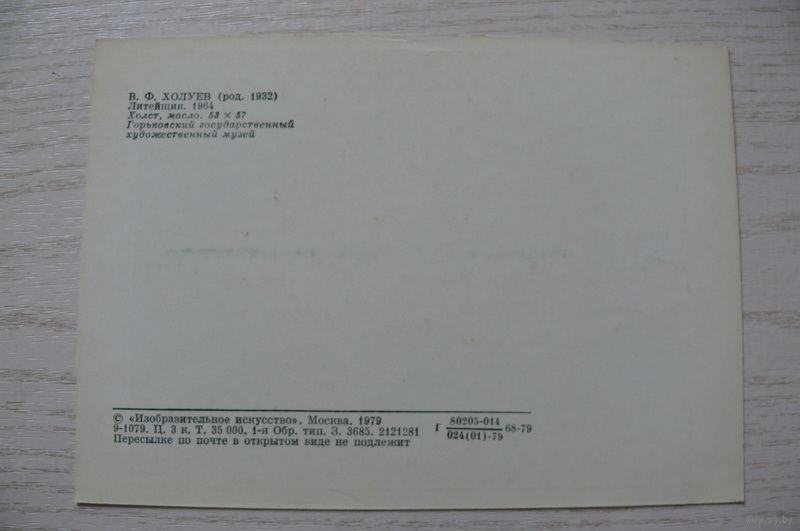 В. Ф. ХОЛУЕВ (род. 1932)
Литейщик. 1964
Холст, масло. 53 × 57
Горьковский государственный
художественный музей
© «Изобразительное искусство». Москва. 1979
9-1079. Ц. 3 к. Т. 35 000. 1-я Обр. тип. З. 3685. 2121281
Пересылке по почте в открытом виде не подлежит
Г 80205-014 68-79
024(01)-79